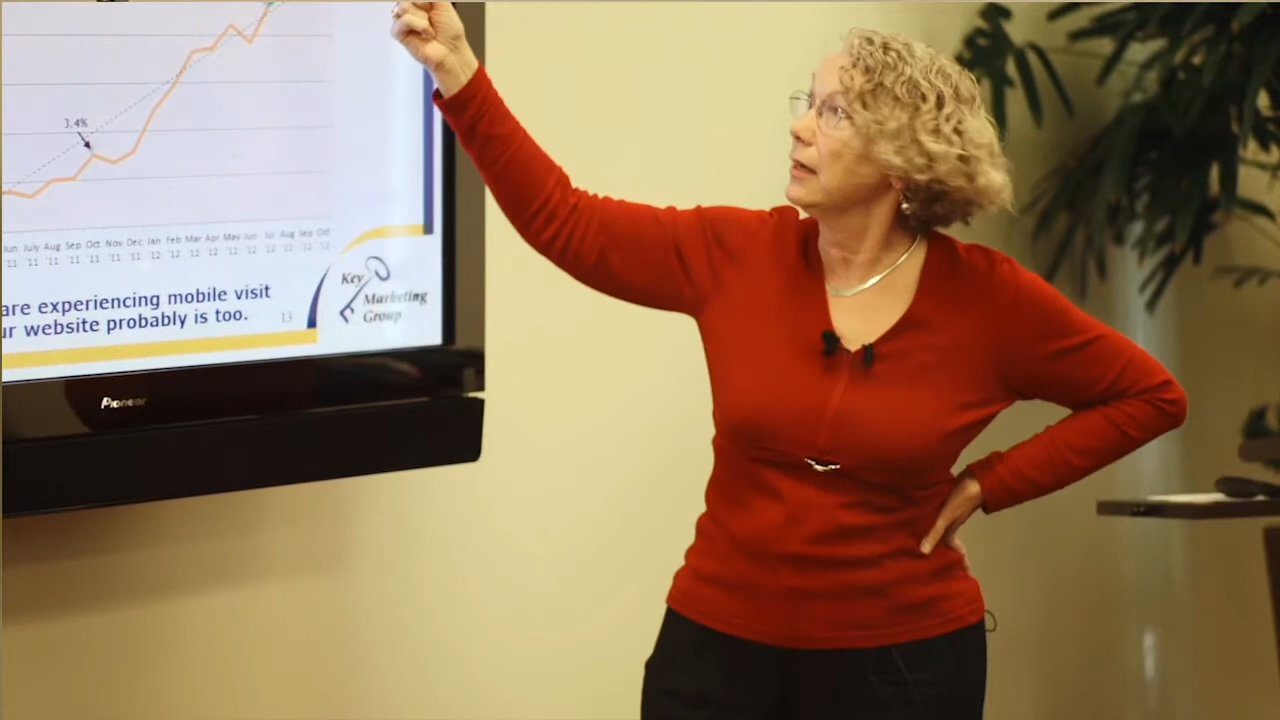 3.4%
Jun July Aug Sep Oct Nov Dec Jan Feb Mar Apr May Jun Jul Aug Sep Oct
'11 '11 '11 '11 '11 '11 '11 '12 '12 '12 '12 '12 '12 '12 '12 '12 '12
are experiencing mobile visit
ur website probably is too.
13
Key
Marketing
Group
Pioneer